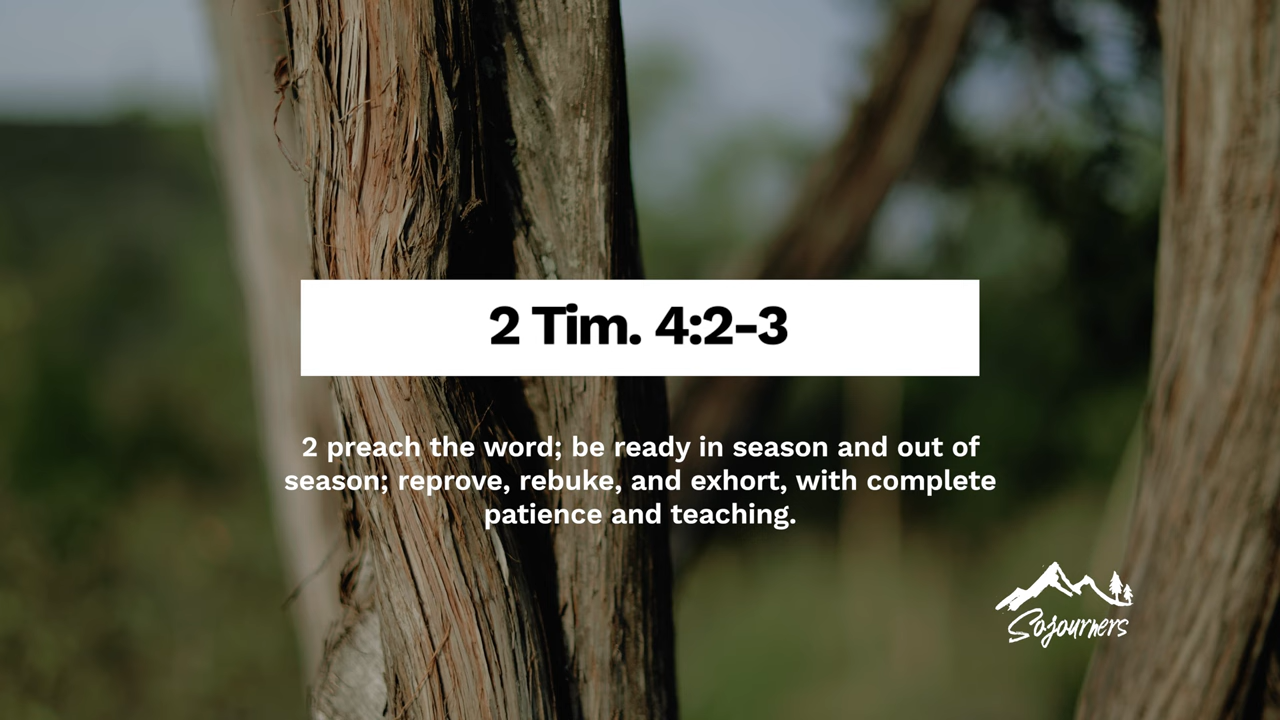 2 Tim. 4:2-3
2 preach the word; be ready in season and out of
season; reprove, rebuke, and exhort, with complete
patience and teaching.
Sojourners